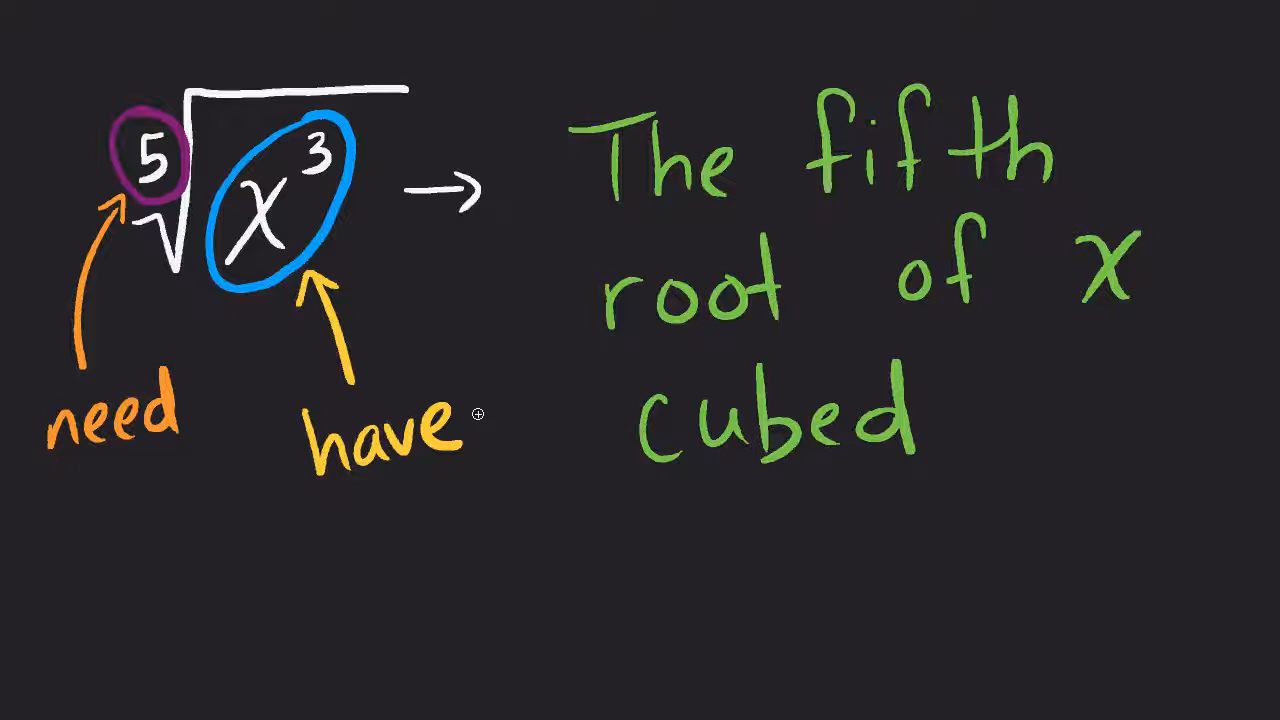 ⁵√x³ → The fifth
root of x
cubed
need
have